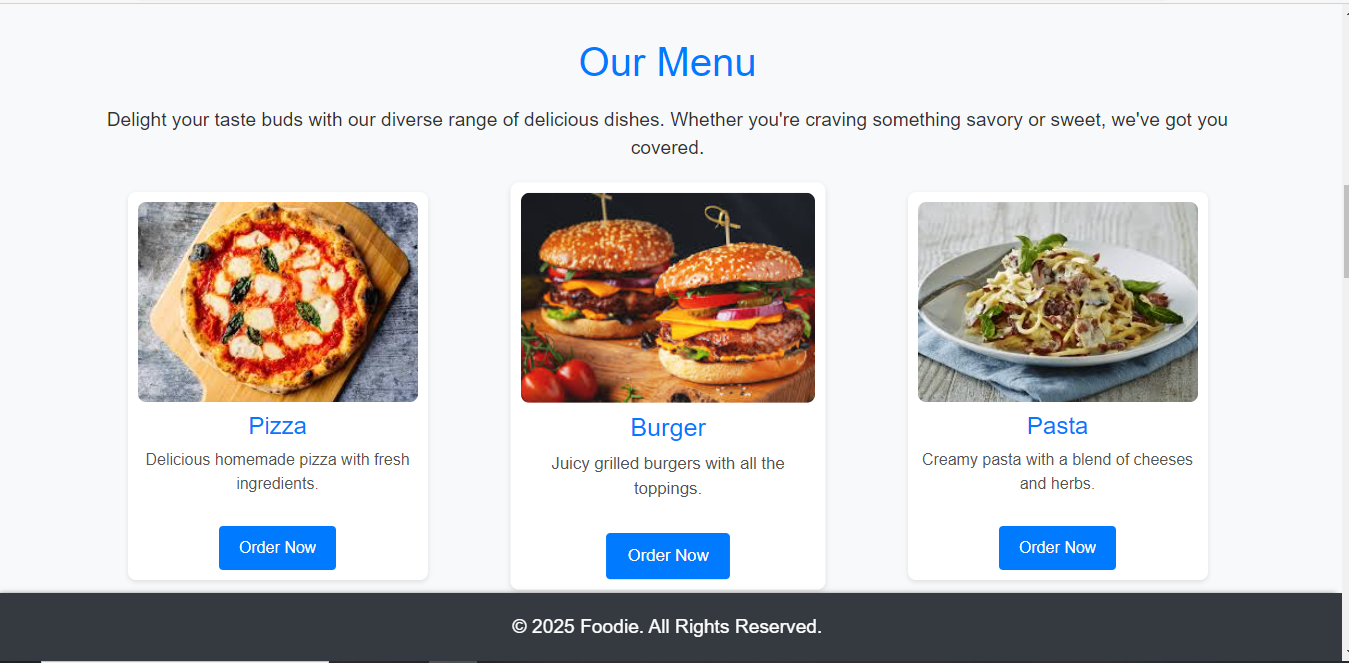 Our Menu
Delight your taste buds with our diverse range of delicious dishes. Whether you're craving something savory or sweet, we've got you
covered.
Pizza
Delicious homemade pizza with fresh
ingredients.
Order Now
Burger
Juicy grilled burgers with all the
toppings.
Order Now
Pasta
Creamy pasta with a blend of cheeses
and herbs.
Order Now
© 2025 Foodie. All Rights Reserved.